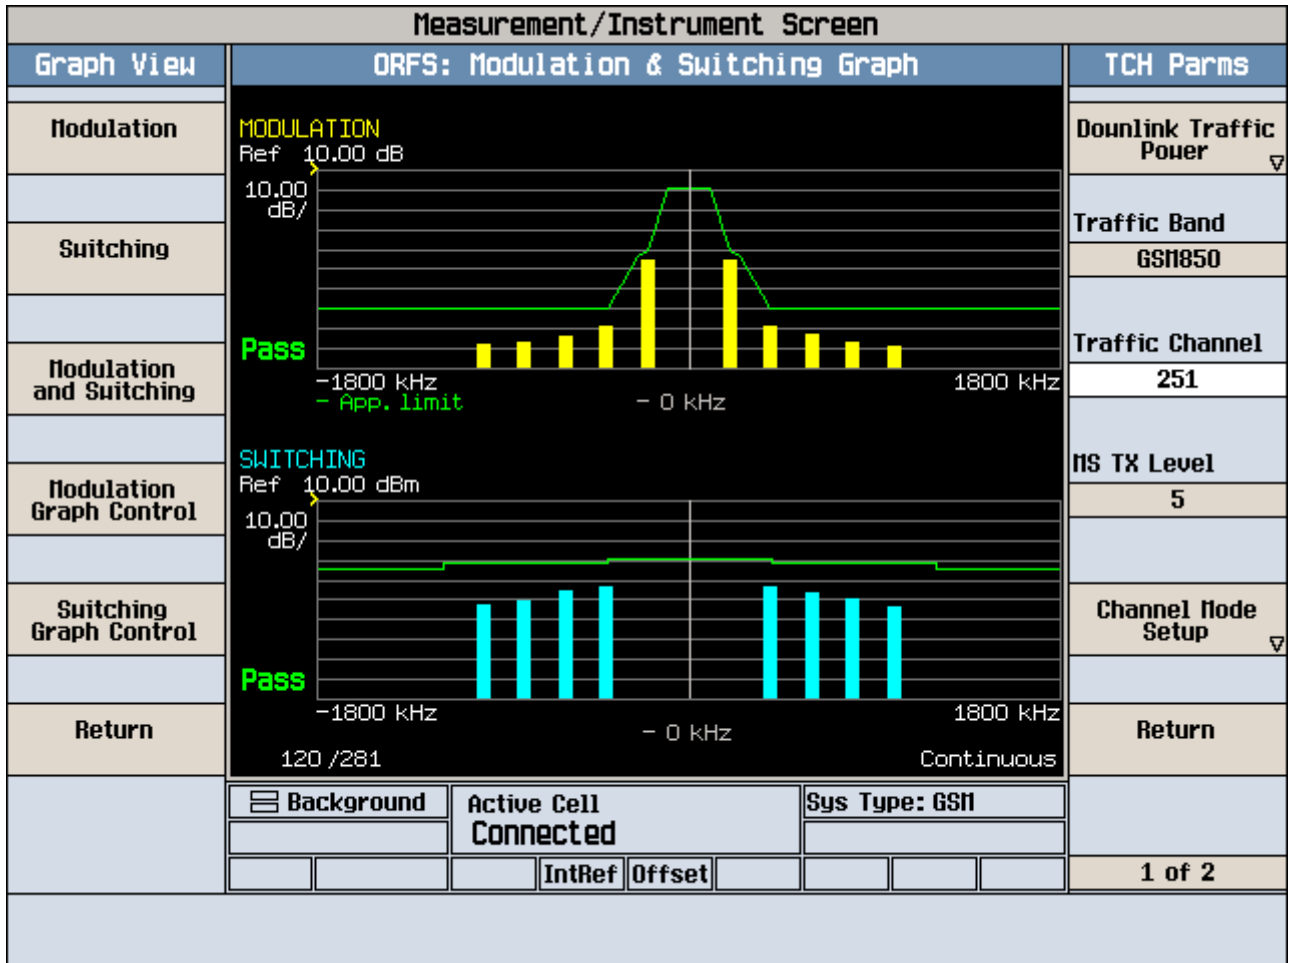 Measurement/Instrument Screen
Graph View
Modulation
Switching
Modulation
and Switching
Modulation
Graph Control
Switching
Graph Control
Return
ORFS: Modulation & Switching Graph
MODULATION
Ref 10.00 dB
10.00
dB/
Pass
-1800 kHz
1800 kHz
- App. limit
- 0 kHz
SWITCHING
Ref 10.00 dBm
10.00
dB/
Pass
-1800 kHz
1800 kHz
- 0 kHz
120 /281
Continuous
Background
Active Cell
Connected
Sys Type: GSM
IntRef
Offset
TCH Parms
Downlink Traffic
Power
Traffic Band
GSM850
Traffic Channel
251
MS TX Level
5
Channel Mode
Setup
Return
1 of 2